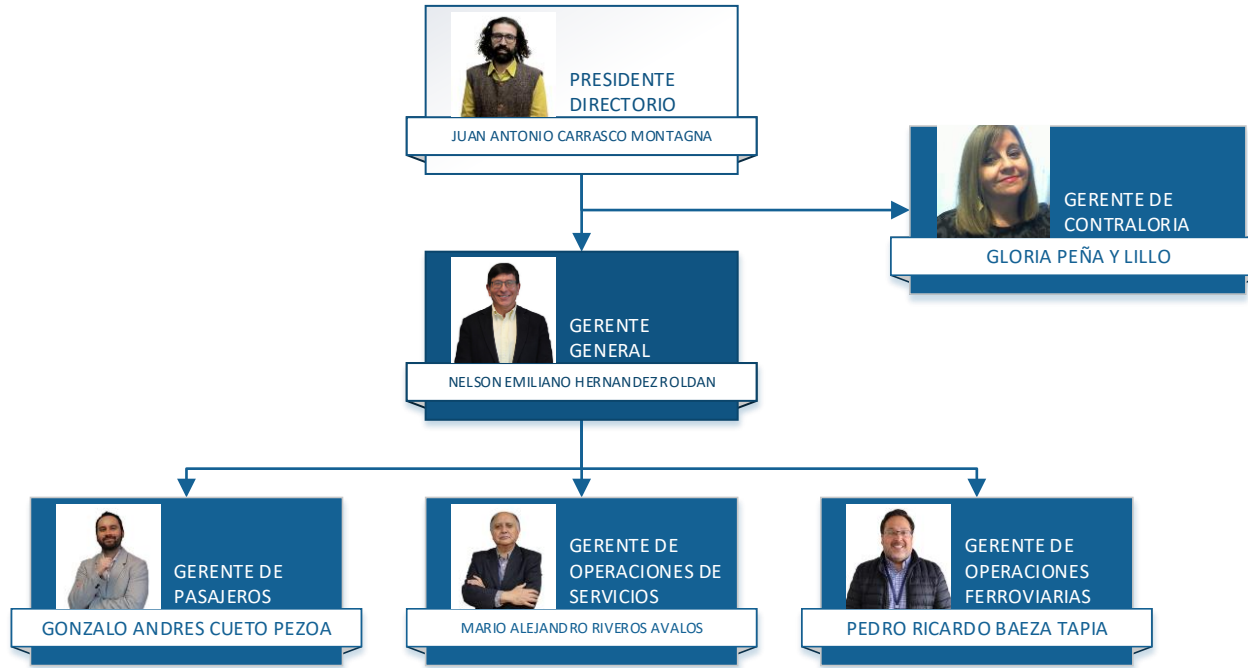 PRESIDENTE
DIRECTORIO
JUAN ANTONIO CARRASCO MONTAGNA
GERENTE DE
CONTRALORIA
GLORIA PEÑA Y LILLO
GERENTE
GENERAL
NELSON EMILIANO HERNANDEZ ROLDAN
GERENTE DE
PASAJEROS
GONZALO ANDRES CUETO PEZOA
GERENTE DE
OPERACIONES DE
SERVICIOS
MARIO ALEJANDRO RIVEROS AVALOS
GERENTE DE
OPERACIONES
FERROVIARIAS
PEDRO RICARDO BAEZA TAPIA